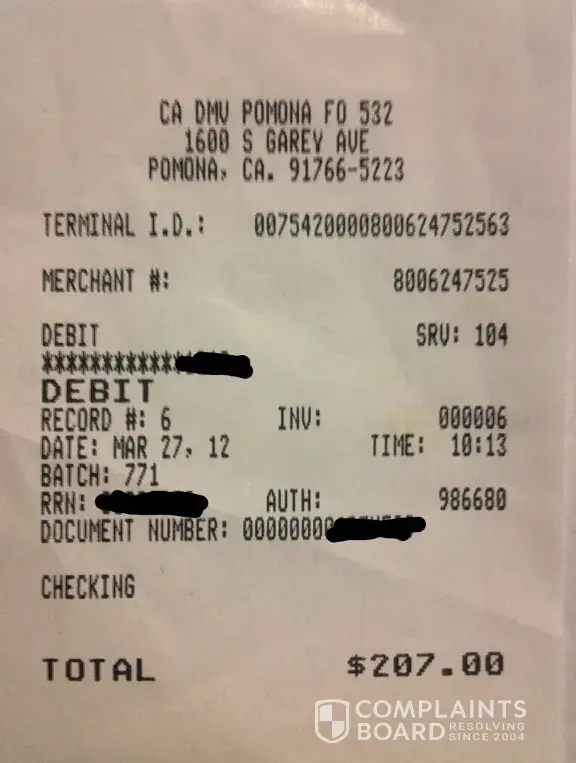 CA DMV POMONA FO 532
1600 S GAREY AVE
POMONA, CA. 91766-5223
TERMINAL I.D.: 0075420000800624752563
MERCHANT #: 8006247525
DEBIT SRV: 104
DEBIT
RECORD #: 6 INV: 000006
DATE: MAR 27, 12 TIME: 10:13
BATCH: 771
RRN: AUTH: 986680
DOCUMENT NUMBER: 00000000
CHECKING
TOTAL $207.00
COMPLAINTS
BOARD RESOLVING SINCE 2004